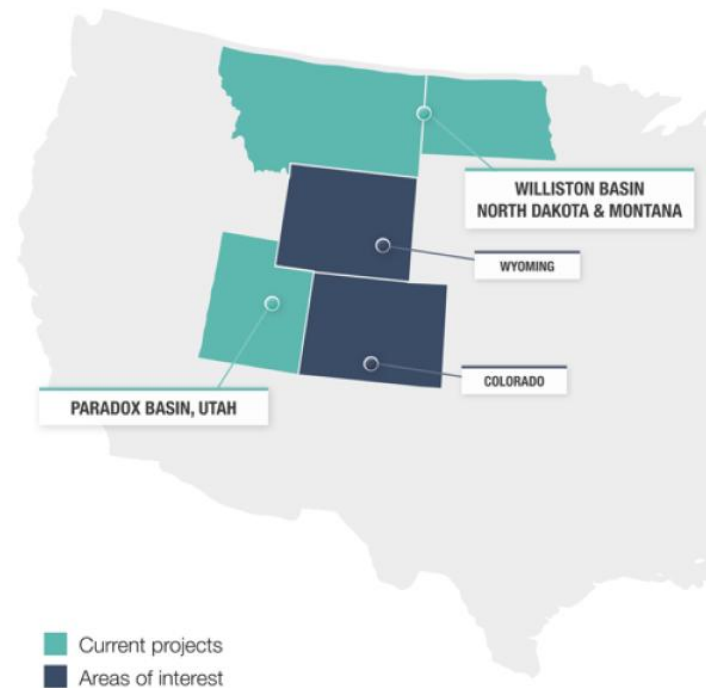 WILLISTON BASIN
NORTH DAKOTA & MONTANA
WYOMING
COLORADO
PARADOX BASIN, UTAH
Current projects
Areas of interest